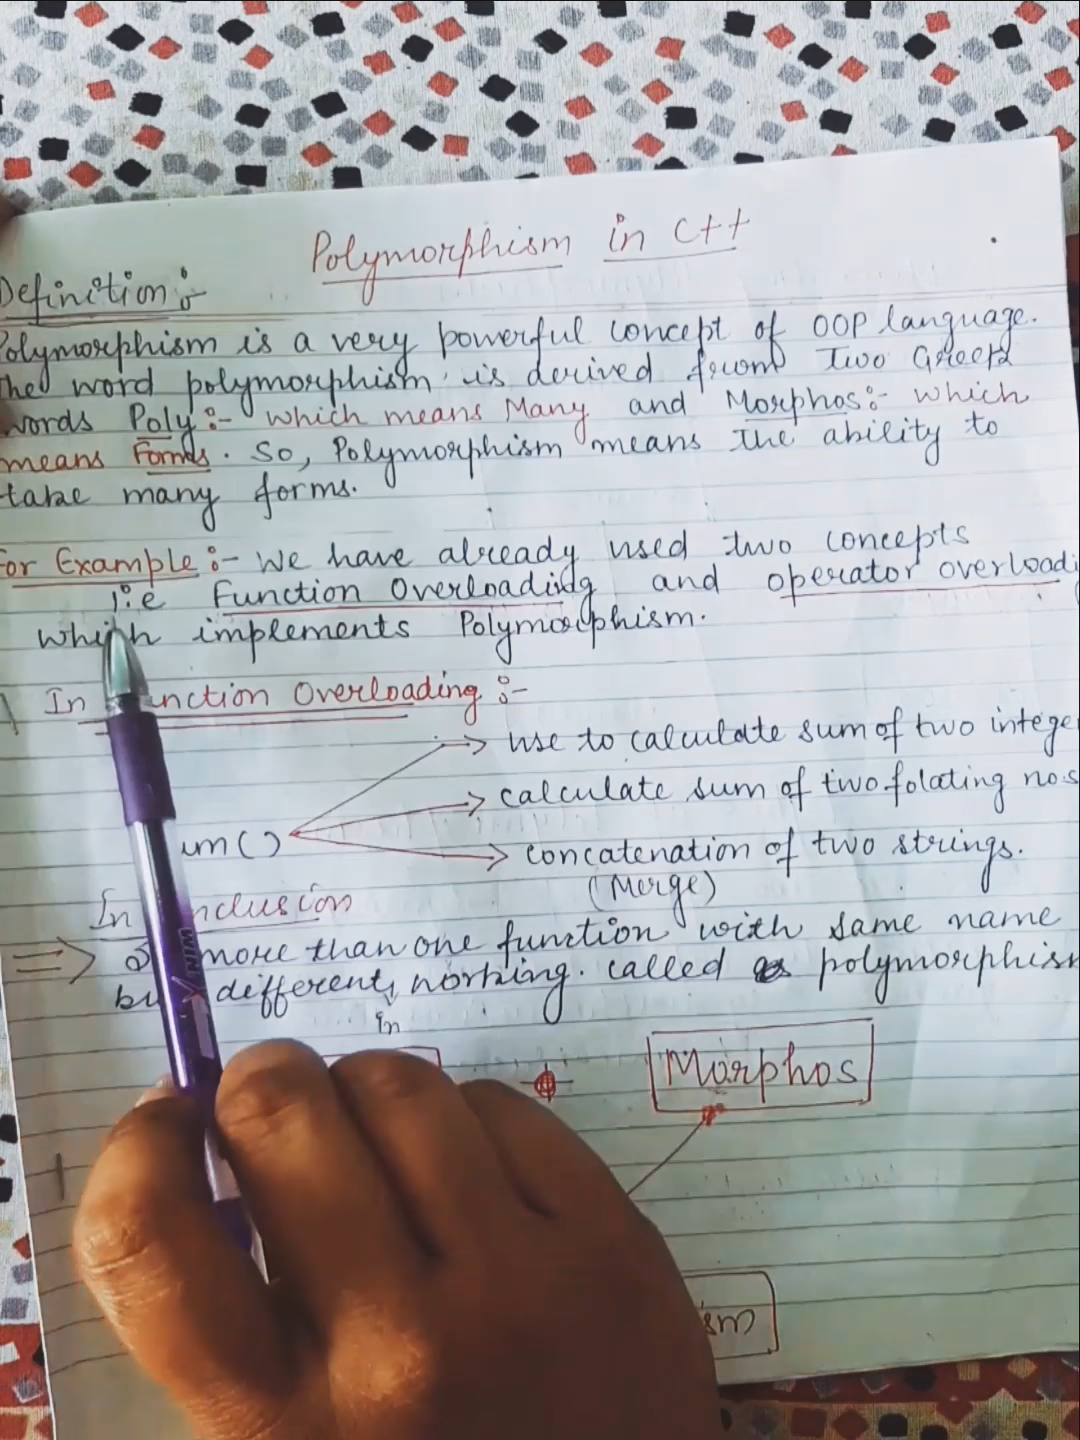 Polymorphism in C++
Definition :-
Polymorphism is a very powerful concept of OOP language.
The word polymorphism is derived from Two Greek
words Poly :- which means Many and Morphos :- which
means Forms. So, Polymorphism means the ability to
take many forms.
For Example :- We have already used two concepts
i.e Function Overloading and operator overloadi
which implements Polymorphism.
In unction Overloading :-
use to calculate sum of two intege
calculate sum of two folating nos
um()
concatenation of two strings.
(Merge)
In nclusion
more than one function with same name
different working. called polymorphism
in
Morphos
ism